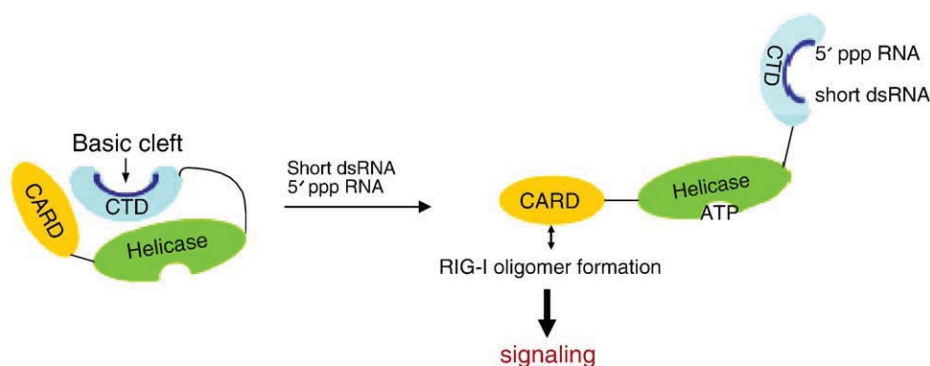 Basic cleft
CARD
CTD
Helicase
Short dsRNA
5′ ppp RNA
CTD
5′ ppp RNA
short dsRNA
Helicase
ATP
CARD
RIG-I oligomer formation
signaling